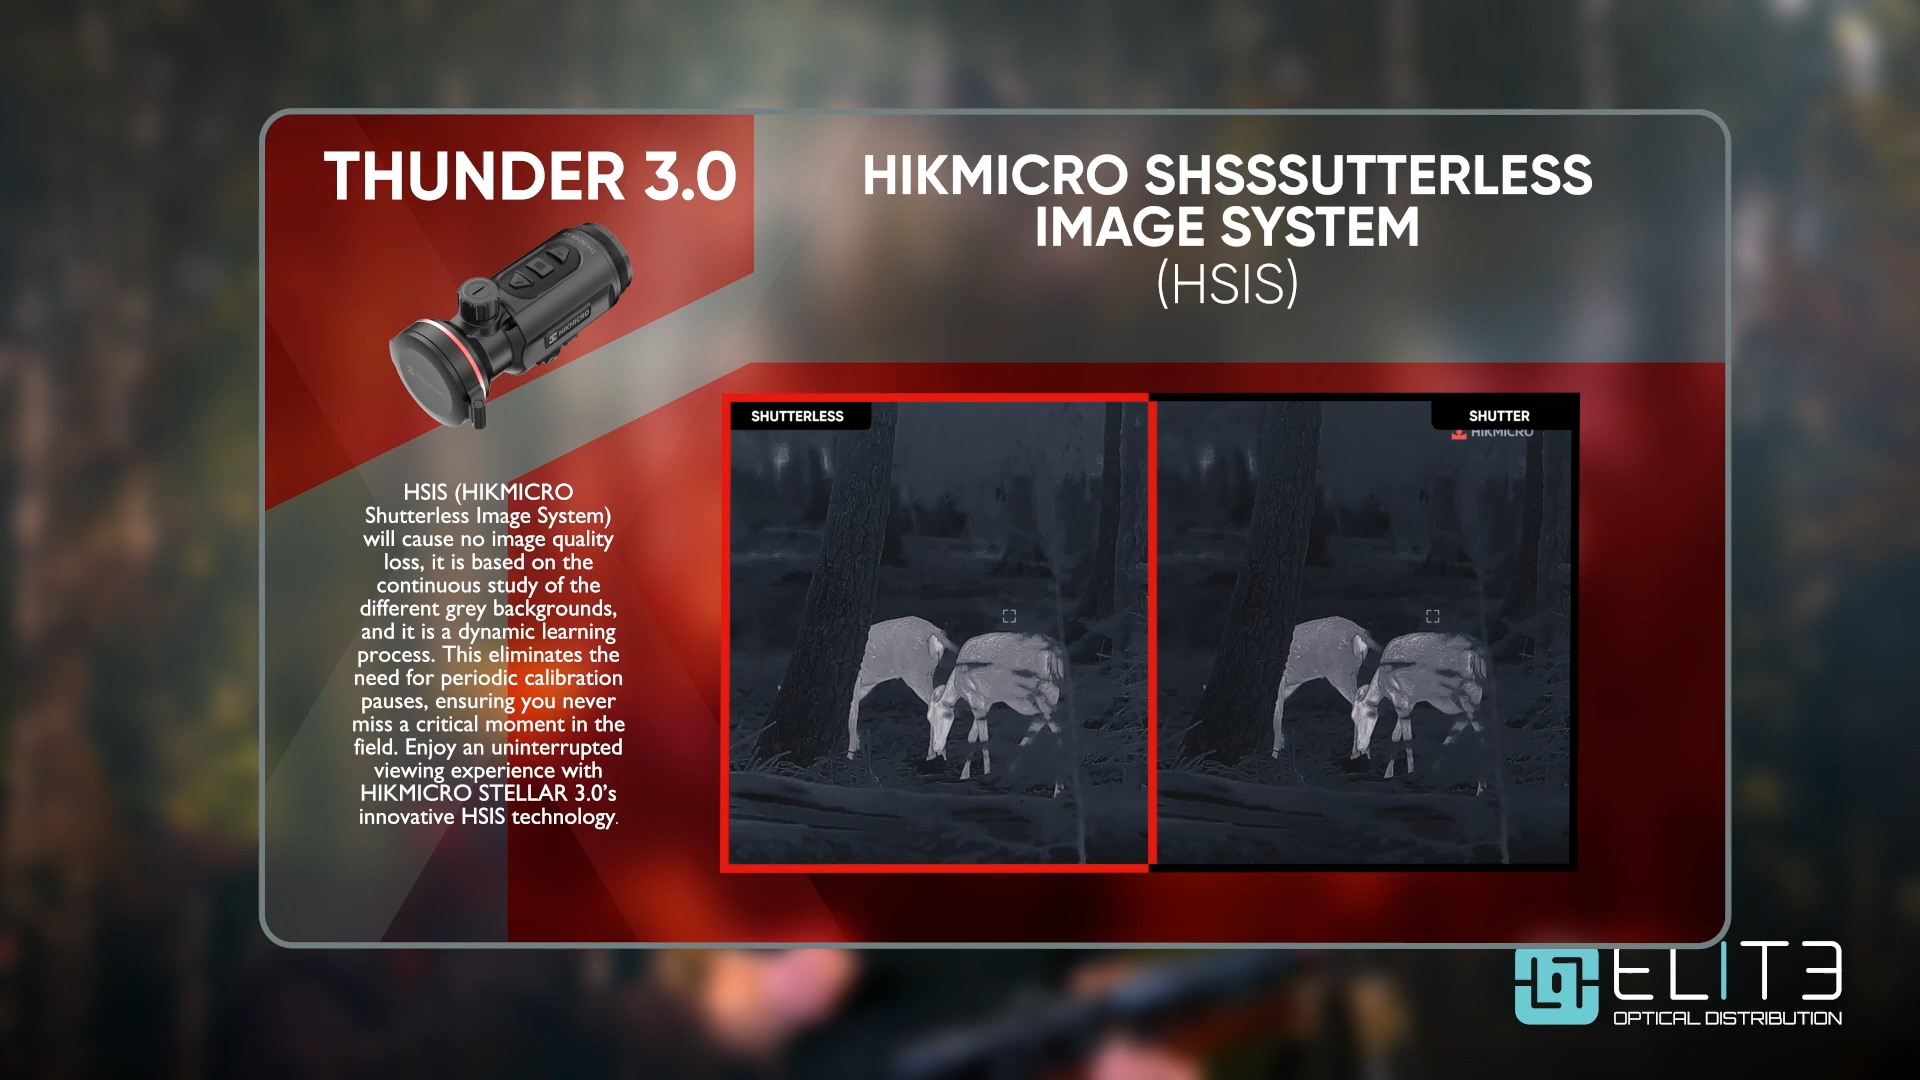 THUNDER 3.0
HIKMICRO SHSSSUTTERLESS
IMAGE SYSTEM
(HSIS)
HIKMICRO
SHUTTERLESS
SHUTTER
HIKMICRO
HSIS (HIKMICRO
Shutterless Image System)
will cause no image quality
loss, it is based on the
continuous study of the
different grey backgrounds,
and it is a dynamic learning
process. This eliminates the
need for periodic calibration
pauses, ensuring you never
miss a critical moment in the
field. Enjoy an uninterrupted
viewing experience with
HIKMICRO STELLAR 3.0’s
innovative HSIS technology.
ELIT3
OPTICAL DISTRIBUTION